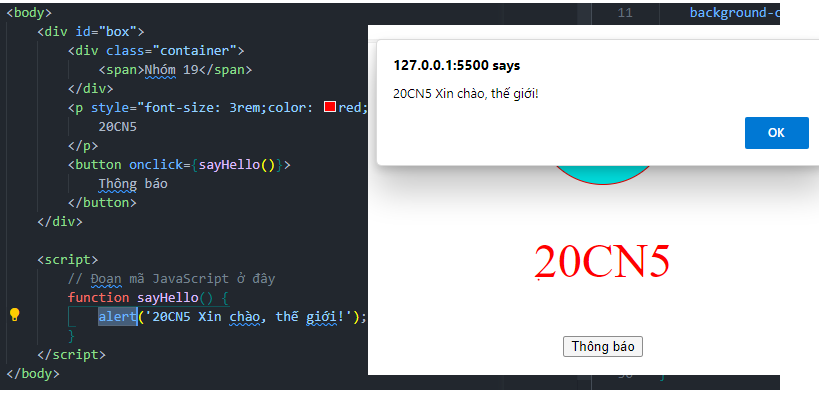 <body>
<div id="box">
<div class="container">
<span>Nhóm 19</span>
</div>
<p style="font-size: 3rem;color: red;
20CN5
</p>
<button onclick={sayHello()}>
Thông báo
</button>
</div>
<script>
// Đoạn mã JavaScript ở đây
function sayHello() {
alert('20CN5 Xin chào, thế giới!');
}
</script>
</body>
11 background-c
127.0.0.1:5500 says
20CN5 Xin chào, thế giới!
OK
20CN5
Thông báo
}